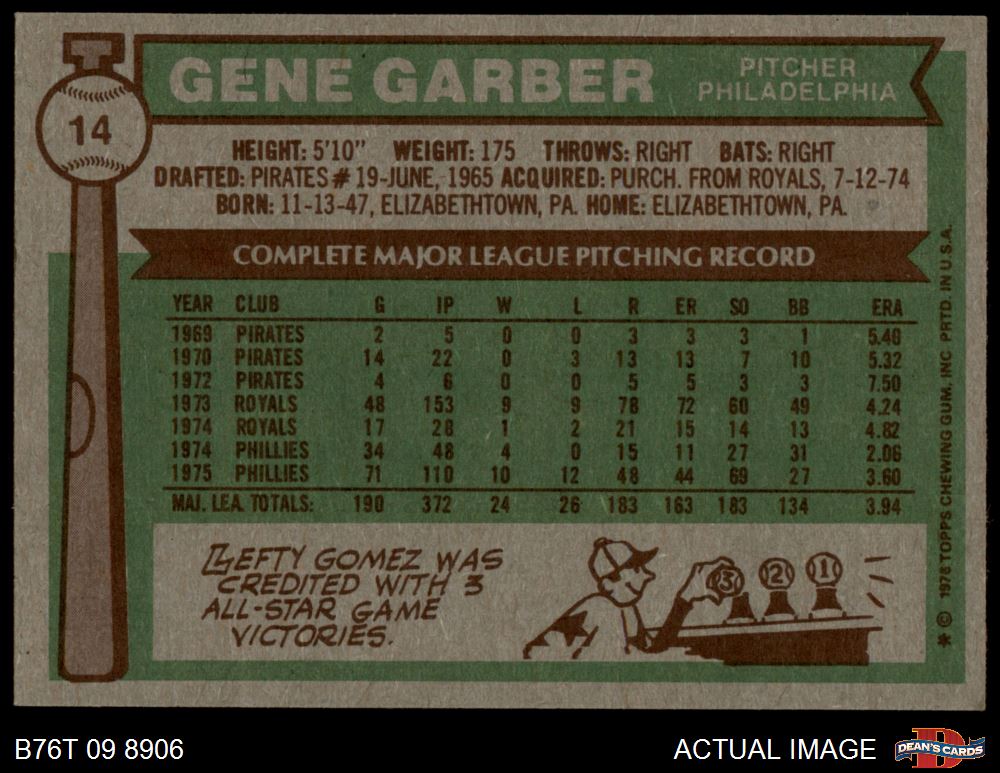 14
GENE GARBER
PITCHER
PHILADELPHIA
HEIGHT: 5'10" WEIGHT: 175 THROWS: RIGHT BATS: RIGHT
DRAFTED: PIRATES # 19-JUNE, 1965 ACQUIRED: PURCH. FROM ROYALS, 7-12-74
BORN: 11-13-47, ELIZABETHTOWN, PA. HOME: ELIZABETHTOWN, PA.
COMPLETE MAJOR LEAGUE PITCHING RECORD
YEAR CLUB G IP W L R ER SO BB ERA
1969 PIRATES 2 5 0 0 3 3 3 1 5.40
1970 PIRATES 14 22 0 3 13 13 7 10 5.32
1972 PIRATES 4 6 0 0 5 5 3 3 7.50
1973 ROYALS 48 153 9 9 78 72 60 49 4.24
1974 ROYALS 17 28 1 2 21 15 14 13 4.82
1974 PHILLIES 34 48 4 0 15 11 27 31 2.06
1975 PHILLIES 71 110 10 12 48 44 69 27 3.60
MAJ. LEA. TOTALS: 190 372 24 26 183 163 183 134 3.94
LEFTY GOMEZ WAS
CREDITED WITH 3
ALL-STAR GAME
VICTORIES.
3 2 1
* © 1976 TOPPS CHEWING GUM, INC PRTD. IN U.S.A.
B76T 09 8906
ACTUAL IMAGE
D
DEAN'S CARDS